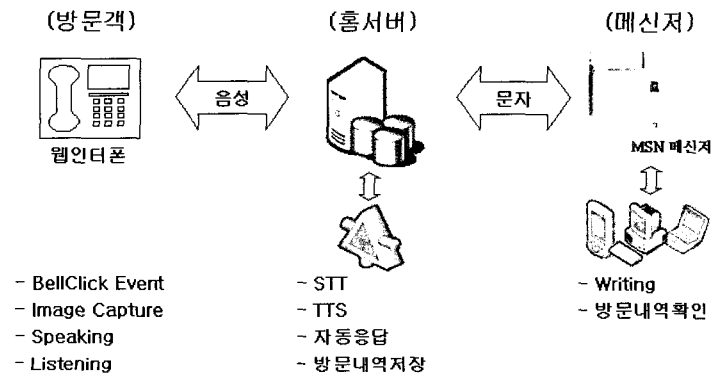 (방문객)
(홈서버)
(메신저)
음성
문자
웹인터폰
MSN 메신저
- BellClick Event
- Image Capture
- Speaking
- Listening
- STT
- TTS
- 자동응답
- 방문내역저장
- Writing
- 방문내역확인